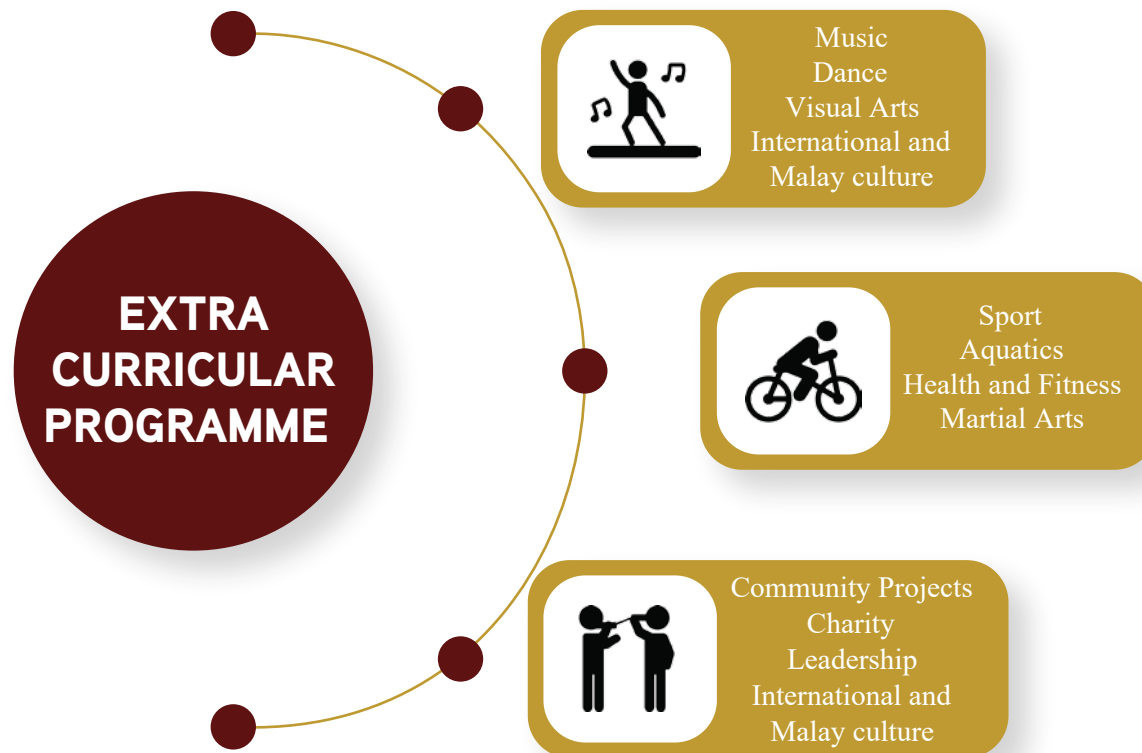 EXTRA
CURRICULAR
PROGRAMME
Music
Dance
Visual Arts
International and
Malay culture
Sport
Aquatics
Health and Fitness
Martial Arts
Community Projects
Charity
Leadership
International and
Malay culture